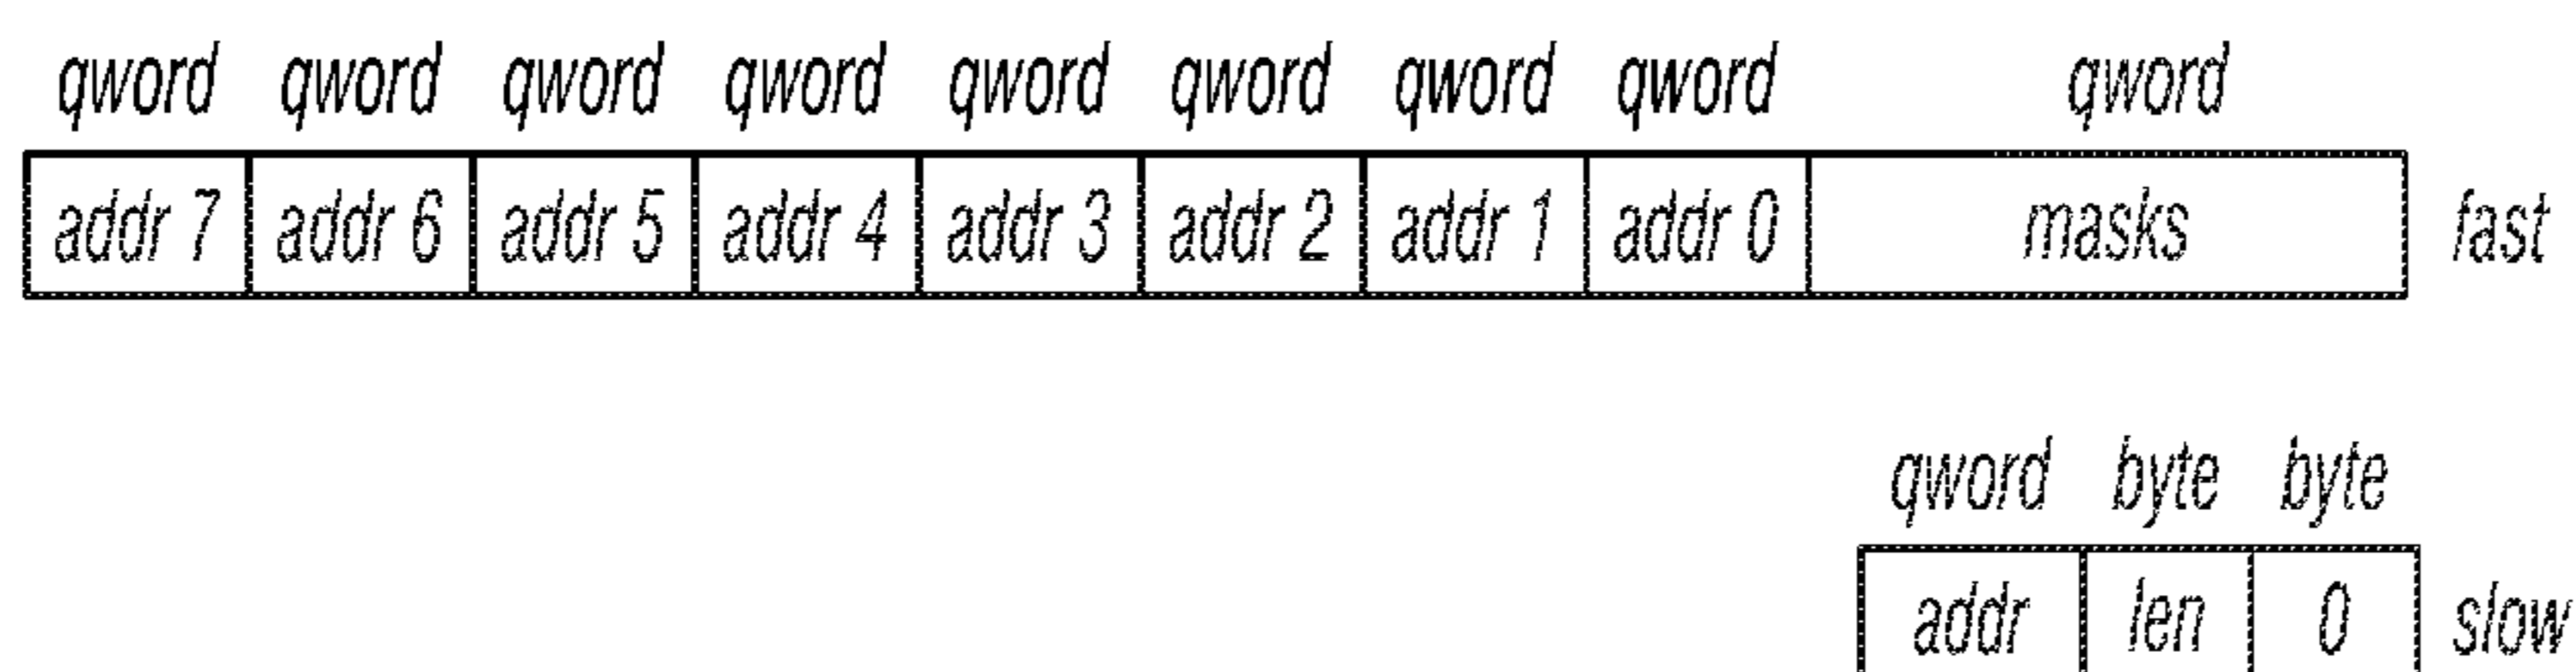 qword qword qword qword qword qword qword qword qword
addr 7 addr 6 addr 5 addr 4 addr 3 addr 2 addr 1 addr 0 masks fast
qword byte byte
addr len 0 slow